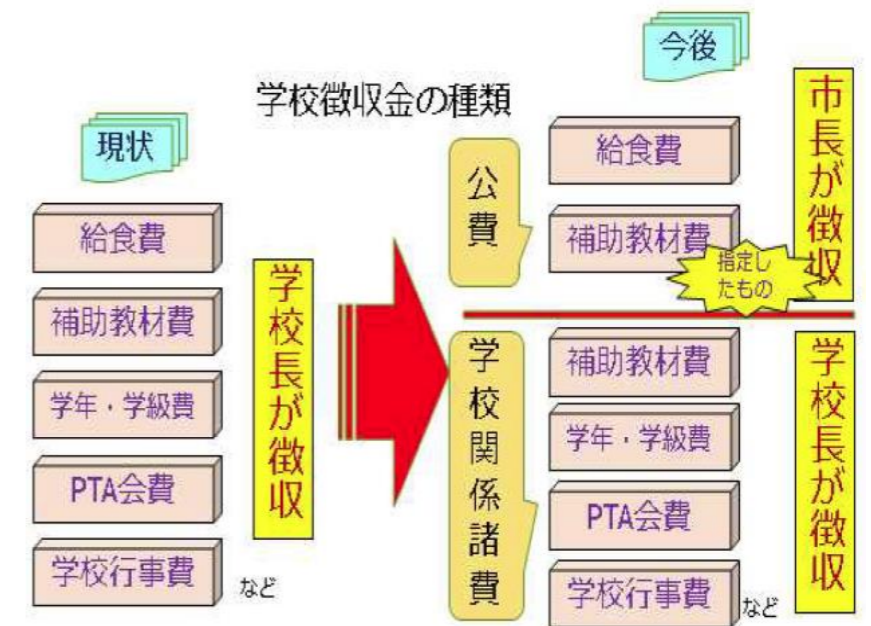 学校徴収金の種類
現状
給食費
補助教材費
学年・学級費
PTA会費
学校行事費
など
学校長が徴収
今後
公費
給食費
補助教材費
指定し
たもの
市長が徴収
学校関係諸費
補助教材費
学年・学級費
PTA会費
学校行事費
など
学校長が徴収